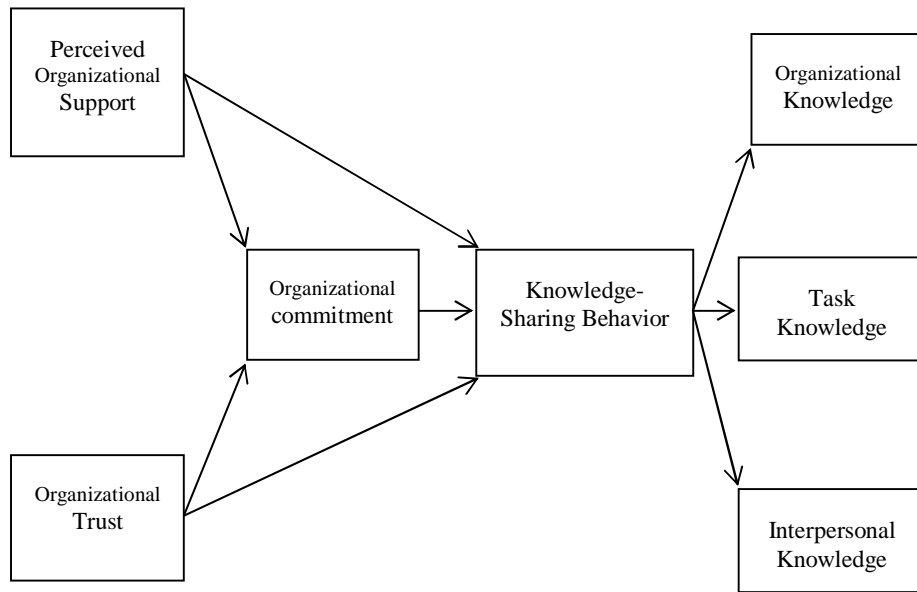 Perceived
Organizational
Support
Organizational
Knowledge
Organizational
commitment
Knowledge-
Sharing Behavior
Task
Knowledge
Organizational
Trust
Interpersonal
Knowledge